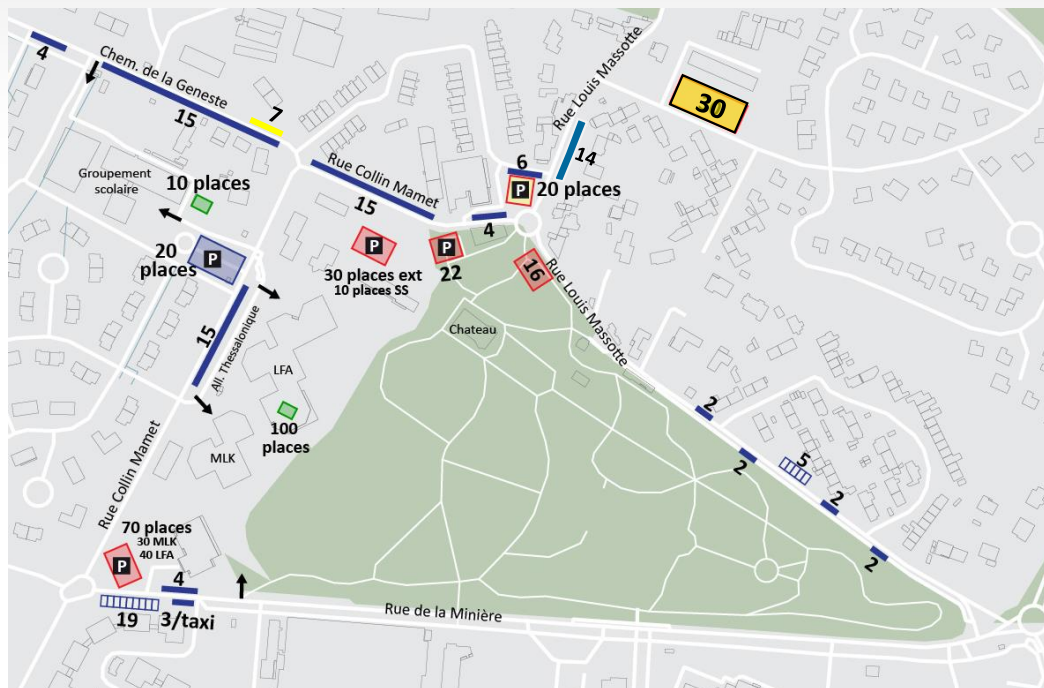 4
Chem. de la Geneste
15
7
Rue Louis Massotte
30
14
6
P
20 places
Rue Collin Mamet
15
4
Groupement
scolaire
10 places
20
places
P
P
30 places ext
10 places SS
P
22
16
Rue Louis Massotte
Chateau
15
All. Thessalonique
LFA
100
places
MLK
Rue Collin Mamet
2
2
5
2
2
70 places
30 MLK
40 LFA
P
4
19
3/taxi
Rue de la Minière